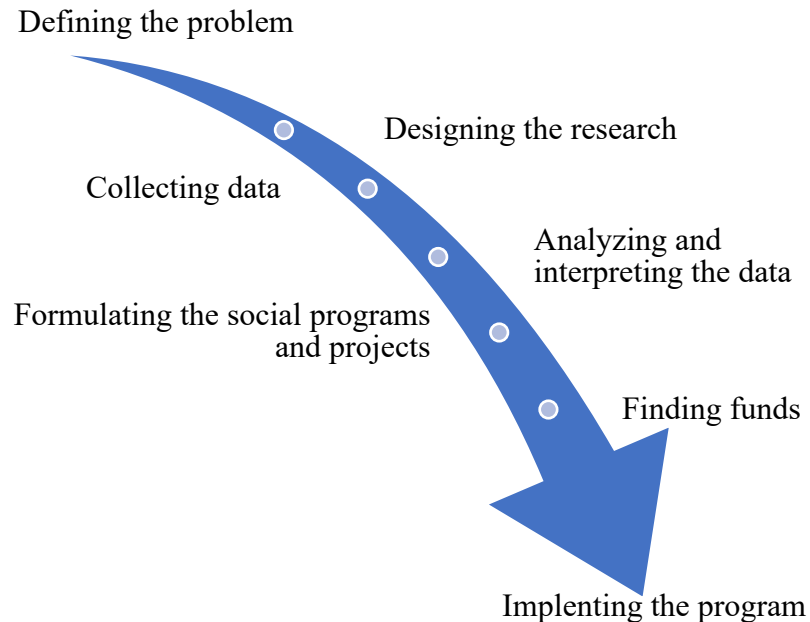 Defining the problem
Designing the research
Collecting data
Analyzing and
interpreting the data
Formulating the social programs
and projects
Finding funds
Implenting the program